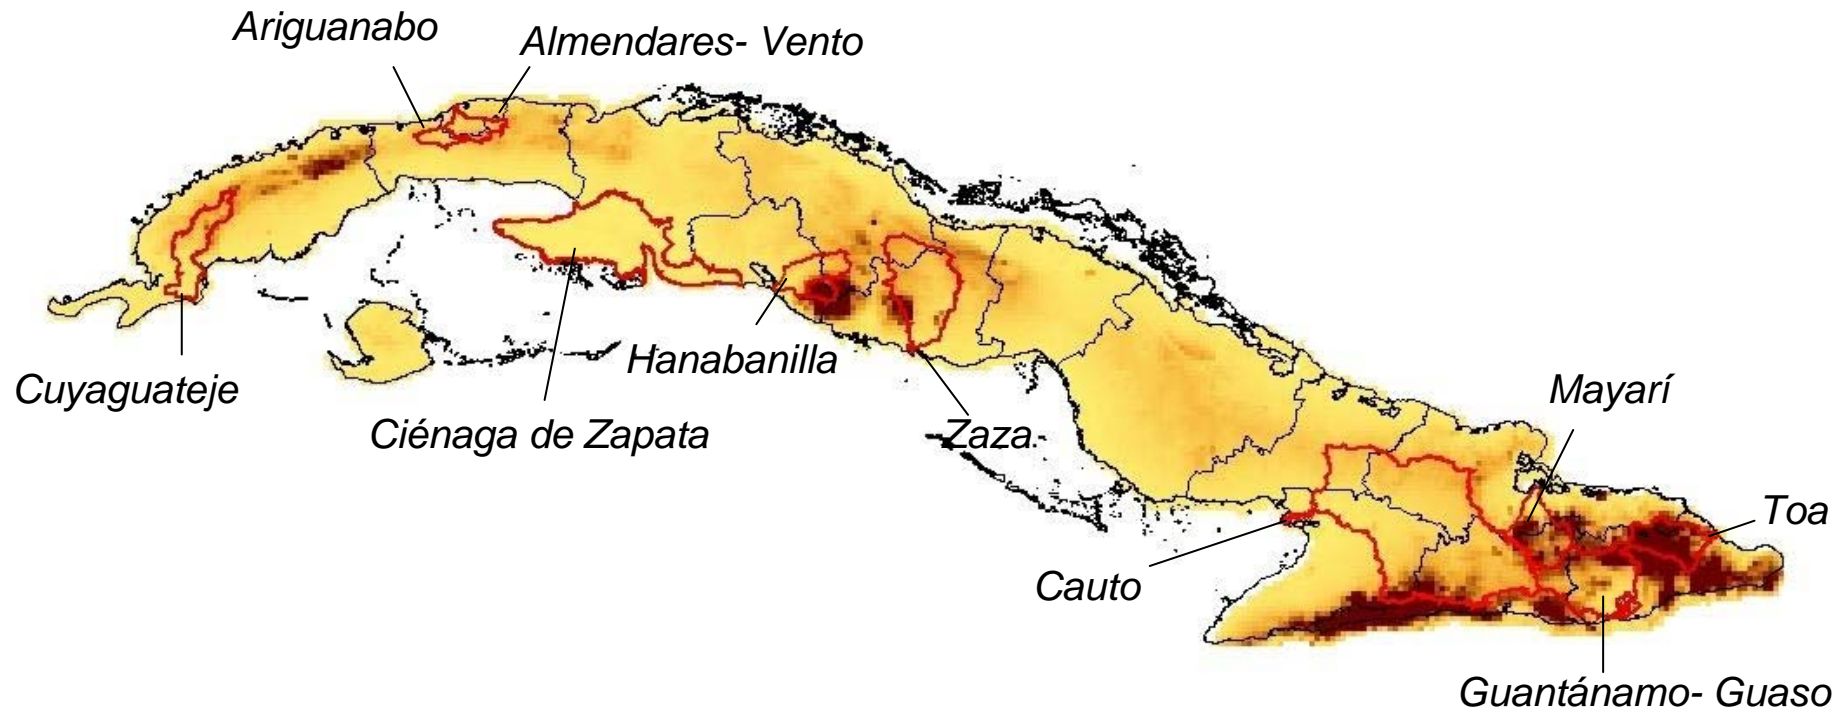 Ariguanabo
Almendares- Vento
Hanabanilla
Cuyaguateje
Mayarí
Ciénaga de Zapata
Zaza
Toa
Cauto
Guantánamo- Guaso